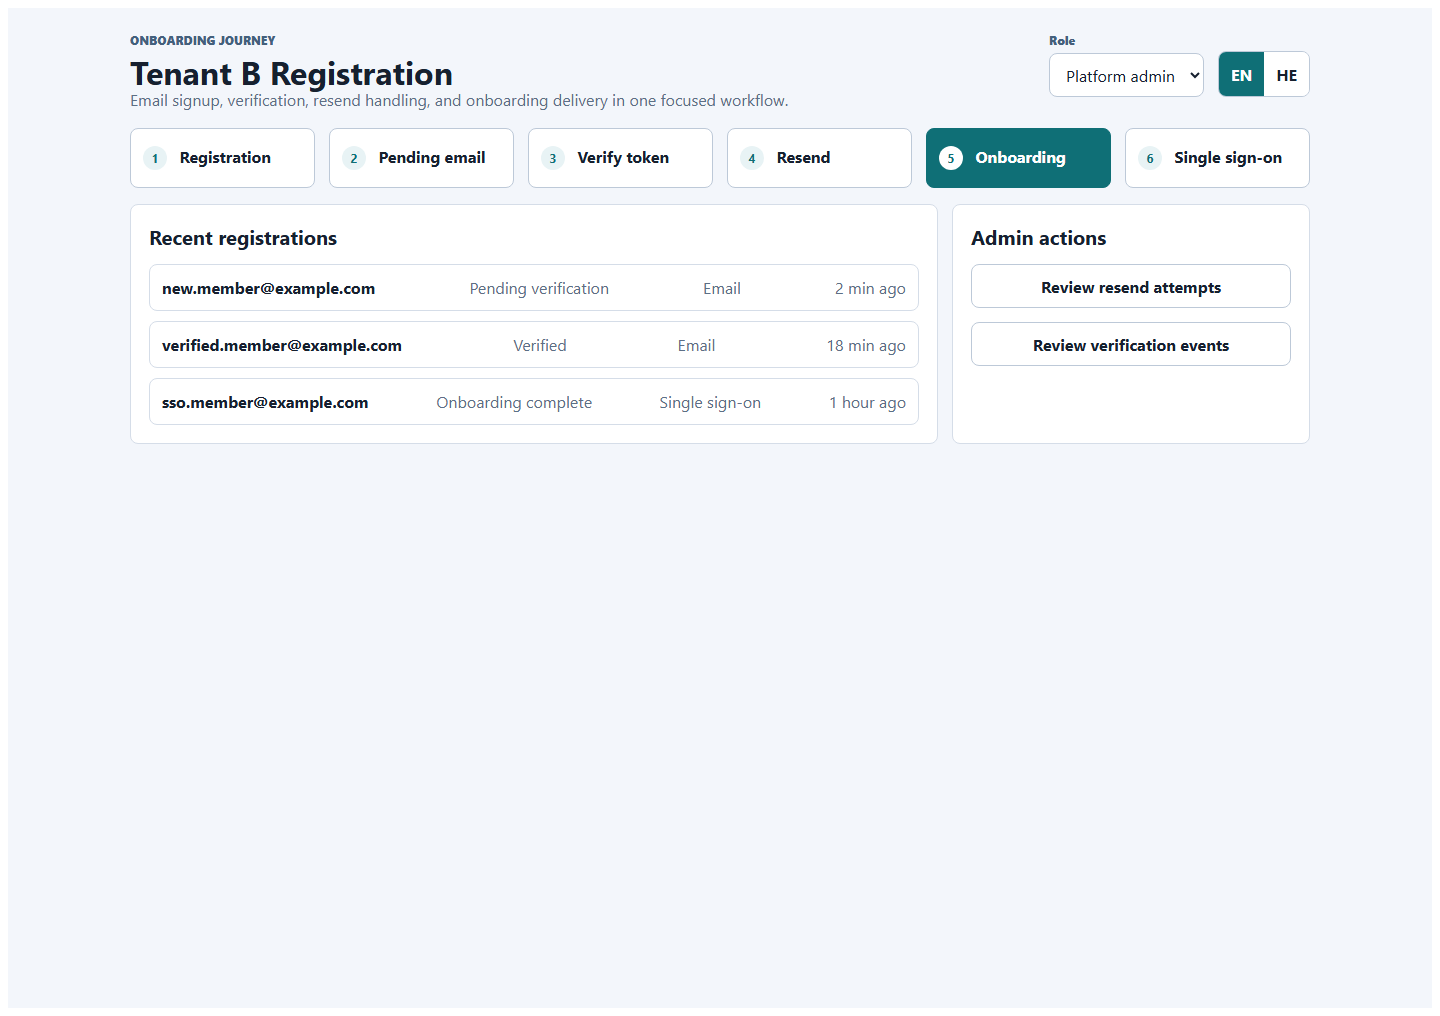 ONBOARDING JOURNEY
Tenant B Registration
Email signup, verification, resend handling, and onboarding delivery in one focused workflow.
Role
Platform admin
EN HE
1 Registration
2 Pending email
3 Verify token
4 Resend
5 Onboarding
6 Single sign-on
Recent registrations
new.member@example.com Pending verification Email 2 min ago
verified.member@example.com Verified Email 18 min ago
sso.member@example.com Onboarding complete Single sign-on 1 hour ago
Admin actions
Review resend attempts
Review verification events